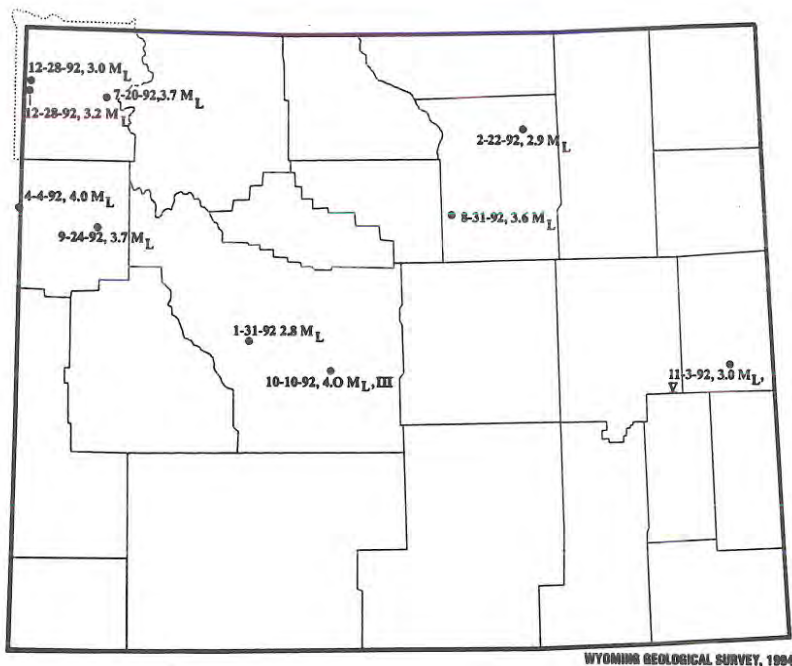 12-28-92, 3.0 ML
7-20-92,3.7 ML
12-28-92, 3.2 ML
2-22-92, 2.9 ML
4-4-92, 4.0 ML
8-31-92, 3.6 ML
9-24-92, 3.7 ML
1-31-92 2.8 ML
10-10-92, 4.0 ML, III
11-3-92, 3.0 ML,
V
WYOMING GEOLOGICAL SURVEY, 1994